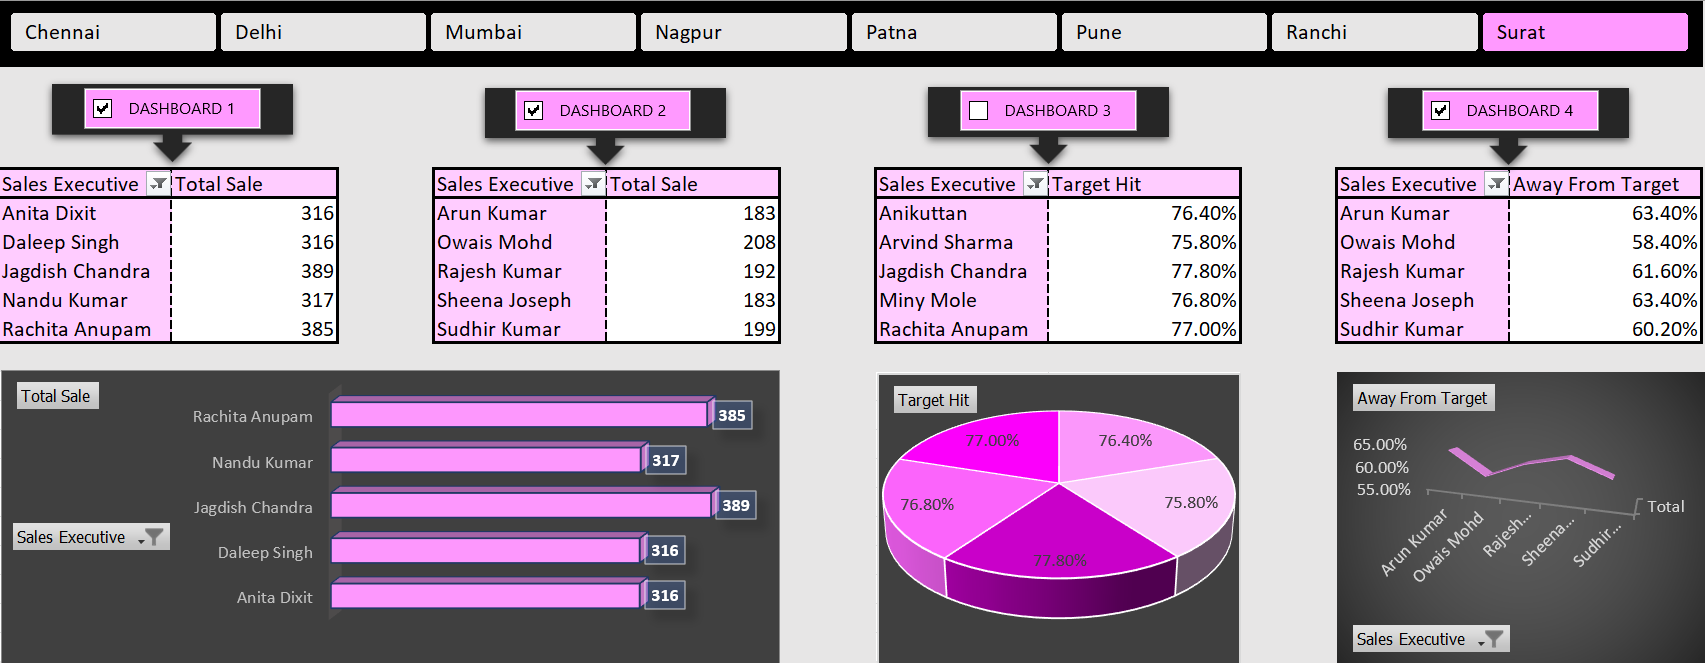 Chennai
Delhi
Mumbai
Nagpur
Patna
Pune
Ranchi
Surat
DASHBOARD 1
DASHBOARD 2
DASHBOARD 3
DASHBOARD 4
Sales Executive Total Sale
Anita Dixit 316
Daleep Singh 316
Jagdish Chandra 389
Nandu Kumar 317
Rachita Anupam 385
Sales Executive Total Sale
Arun Kumar 183
Owais Mohd 208
Rajesh Kumar 192
Sheena Joseph 183
Sudhir Kumar 199
Sales Executive Target Hit
Anikuttan 76.40%
Arvind Sharma 75.80%
Jagdish Chandra 77.80%
Miny Mole 76.80%
Rachita Anupam 77.00%
Sales Executive Away From Target
Arun Kumar 63.40%
Owais Mohd 58.40%
Rajesh Kumar 61.60%
Sheena Joseph 63.40%
Sudhir Kumar 60.20%
Total Sale
Rachita Anupam 385
Nandu Kumar 317
Jagdish Chandra 389
Sales Executive
Daleep Singh 316
Anita Dixit 316
Target Hit
77.00%
76.40%
76.80%
75.80%
77.80%
Away From Target
65.00%
60.00%
55.00%
Total
Arun Kumar
Owais Mohd
Rajesh...
Sheena...
Sudhir...
Sales Executive